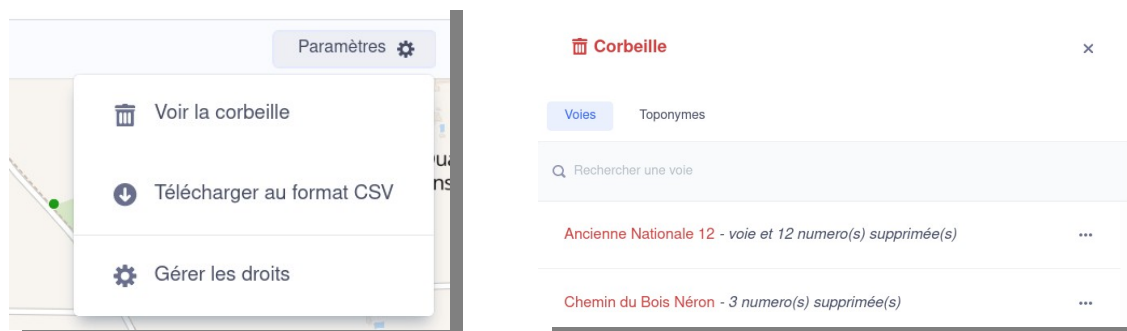 Paramètres
Voir la corbeille
Télécharger au format CSV
Gérer les droits
Corbeille
Voies Toponymes
Rechercher une voie
Ancienne Nationale 12 - voie et 12 numero(s) supprimée(s)
Chemin du Bois Néron - 3 numero(s) supprimée(s)